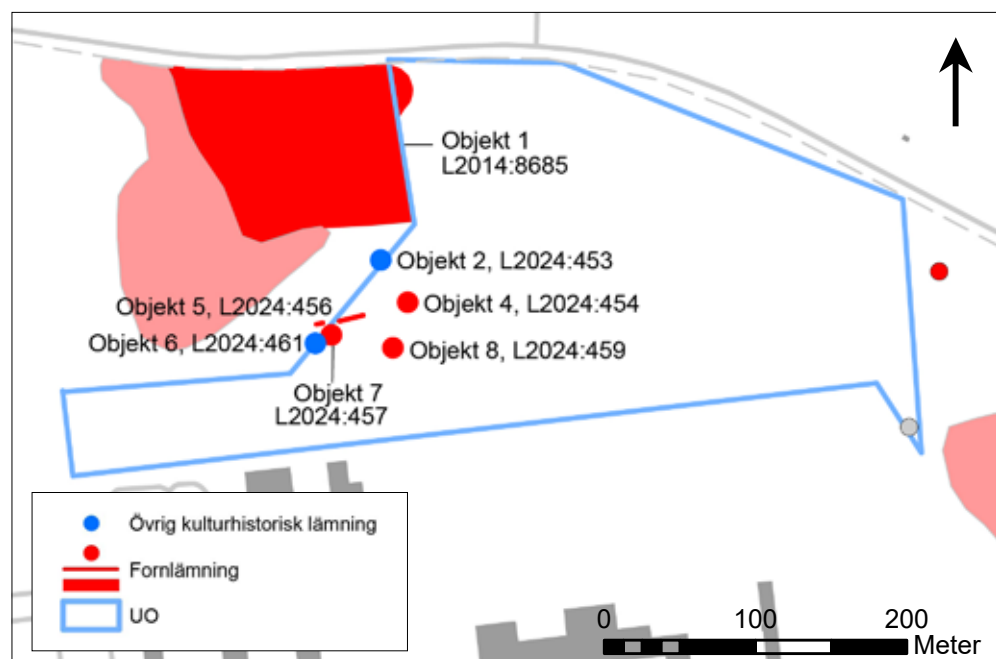 Objekt 1
L2014:8685
Objekt 2, L2024:453
Objekt 5, L2024:456
Objekt 4, L2024:454
Objekt 6, L2024:461
Objekt 8, L2024:459
Objekt 7
L2024:457
Övrig kulturhistorisk lämning
Fornlämning
UO
0 100 200
Meter